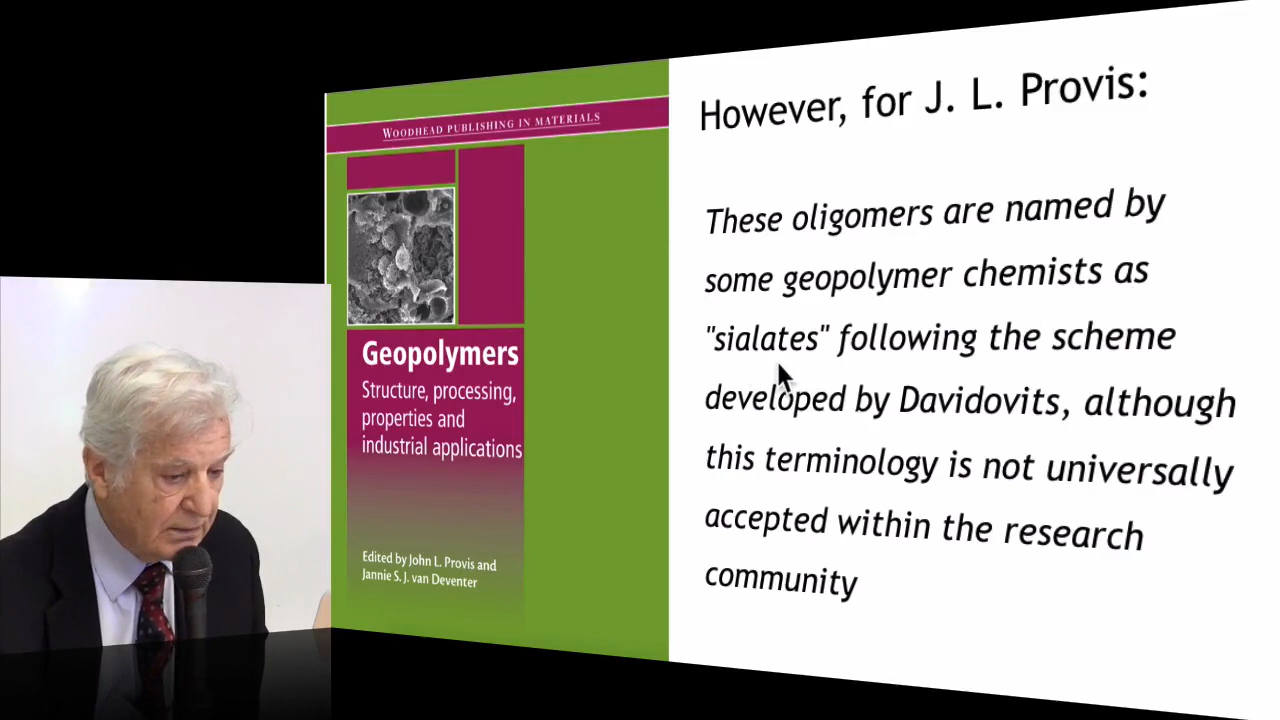 WOODHEAD PUBLISHING IN MATERIALS
Geopolymers
Structure, processing,
properties and
industrial applications
Edited by John L. Provis and
Jannie S. J. van Deventer
However, for J. L. Provis:
These oligomers are named by
some geopolymer chemists as
"sialates" following the scheme
developed by Davidovits, although
this terminology is not universally
accepted within the research
community